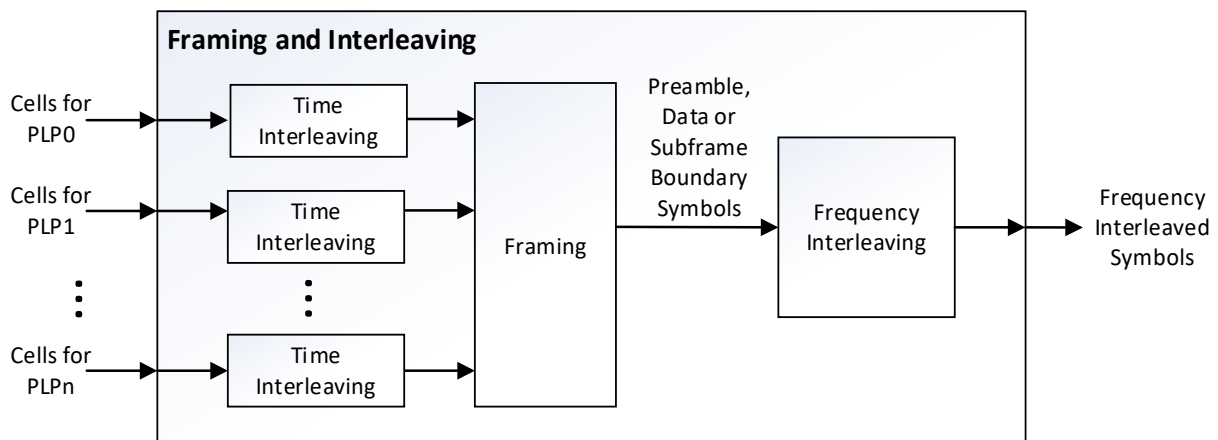 Framing and Interleaving
Cells for
PLP0
Time
Interleaving
Cells for
PLP1
Time
Interleaving
Cells for
PLPn
Time
Interleaving
Framing
Preamble,
Data or
Subframe
Boundary
Symbols
Frequency
Interleaving
Frequency
Interleaved
Symbols